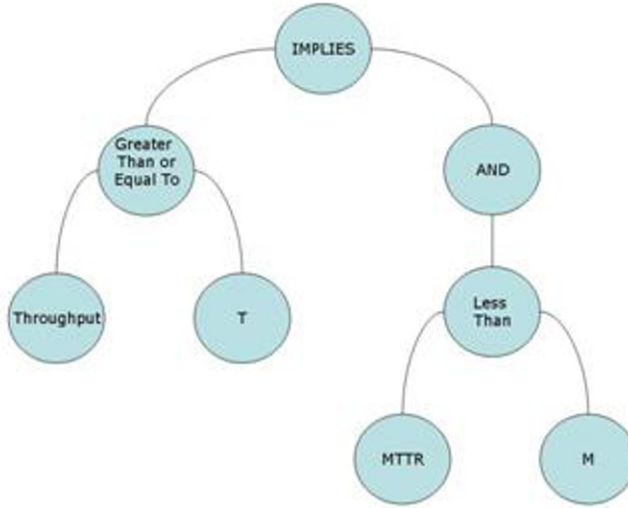 IMPLIES
Greater
Than or
Equal To
AND
Throughput
T
Less
Than
MTTR
M